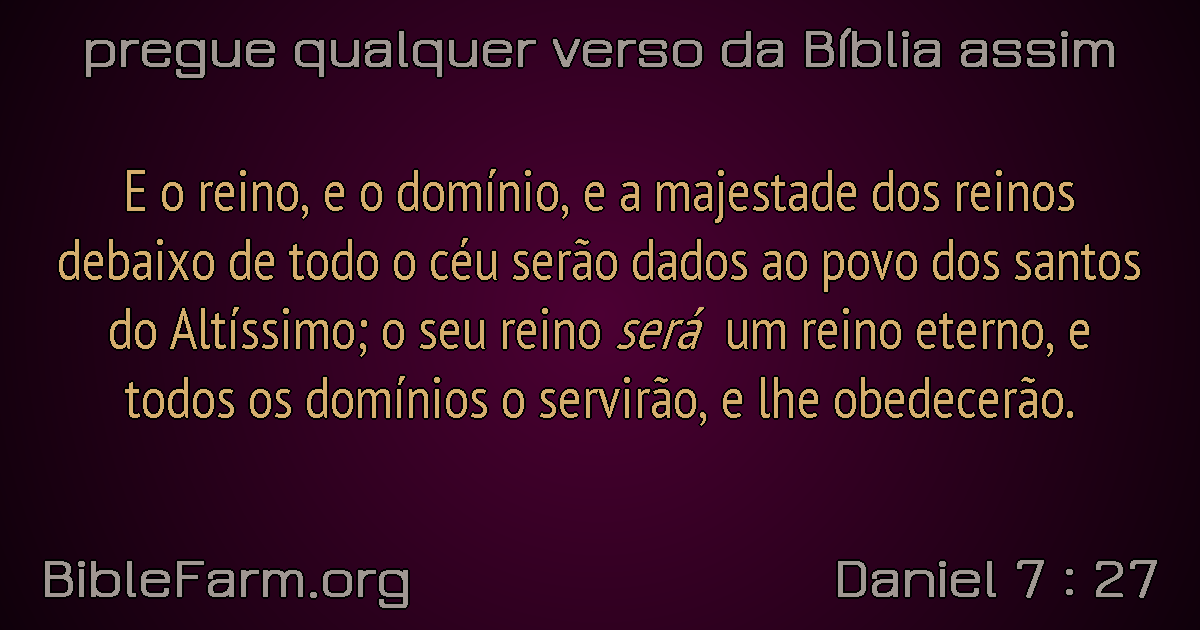 pregue qualquer verso da Bíblia assim
E o reino, e o domínio, e a majestade dos reinos
debaixo de todo o céu serão dados ao povo dos santos
do Altíssimo; o seu reino será um reino eterno, e
todos os domínios o servirão, e lhe obedecerão.
BibleFarm.org
Daniel 7 : 27